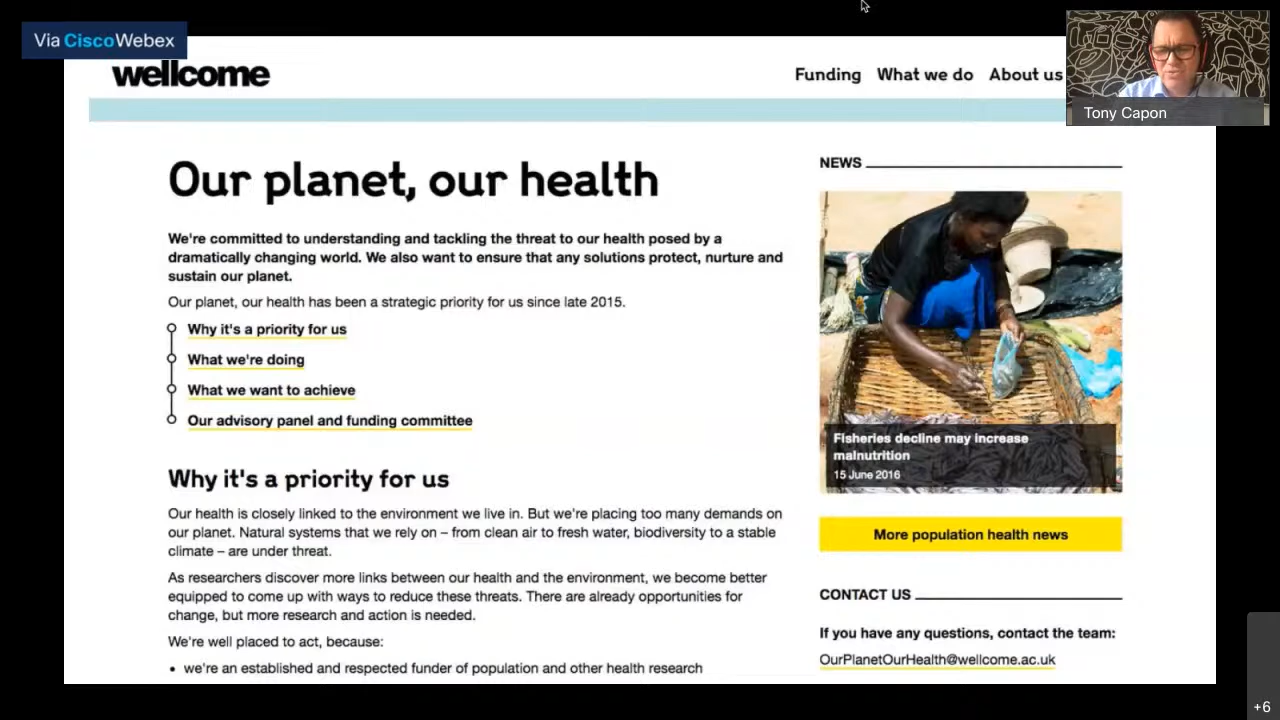 Via CiscoWebex
wellcome
Funding What we do About us
Tony Capon
Our planet, our health
We're committed to understanding and tackling the threat to our health posed by a
dramatically changing world. We also want to ensure that any solutions protect, nurture and
sustain our planet.
Our planet, our health has been a strategic priority for us since late 2015.
Why it's a priority for us
What we're doing
What we want to achieve
Our advisory panel and funding committee
Why it's a priority for us
Our health is closely linked to the environment we live in. But we're placing too many demands on
our planet. Natural systems that we rely on – from clean air to fresh water, biodiversity to a stable
climate – are under threat.
As researchers discover more links between our health and the environment, we become better
equipped to come up with ways to reduce these threats. There are already opportunities for
change, but more research and action is needed.
We're well placed to act, because:
• we're an established and respected funder of population and other health research
NEWS
Fisheries decline may increase
malnutrition
15 June 2016
More population health news
CONTACT US
If you have any questions, contact the team:
OurPlanetOurHealth@wellcome.ac.uk
+6